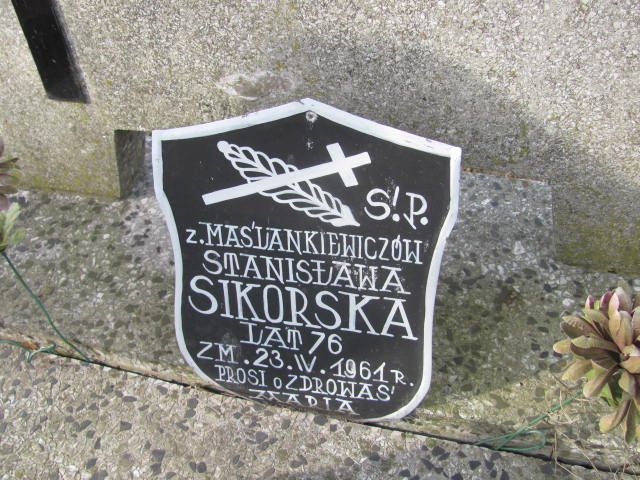 Ś.P.
Z. MAŚLANKIEWICZÓW
STANISŁAWA
SIKORSKA
LAT 76
ZM. 23. IV. 1961 R.
PROSI O ZDROWAŚ
MARIA